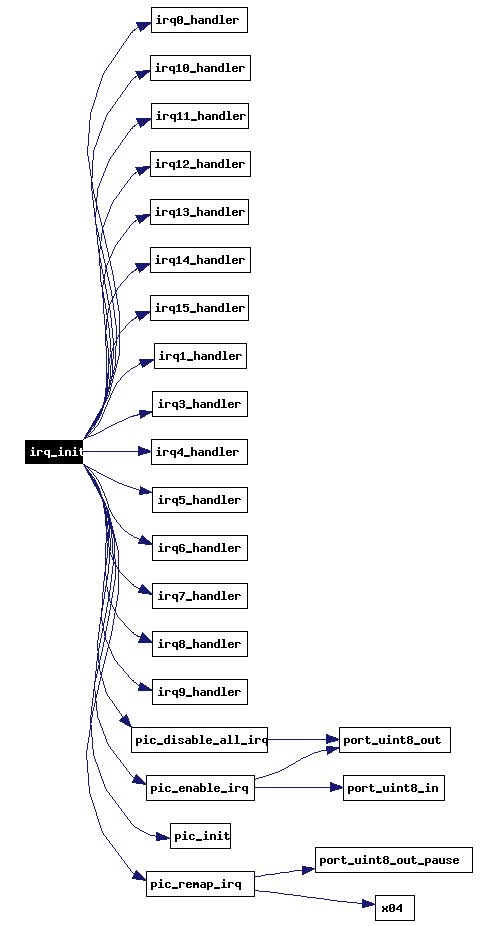 irq0_handler
irq10_handler
irq11_handler
irq12_handler
irq13_handler
irq14_handler
irq15_handler
irq1_handler
irq3_handler
irq_init
irq4_handler
irq5_handler
irq6_handler
irq7_handler
irq8_handler
irq9_handler
pic_disable_all_irq
port_uint8_out
pic_enable_irq
port_uint8_in
pic_init
port_uint8_out_pause
pic_remap_irq
x04